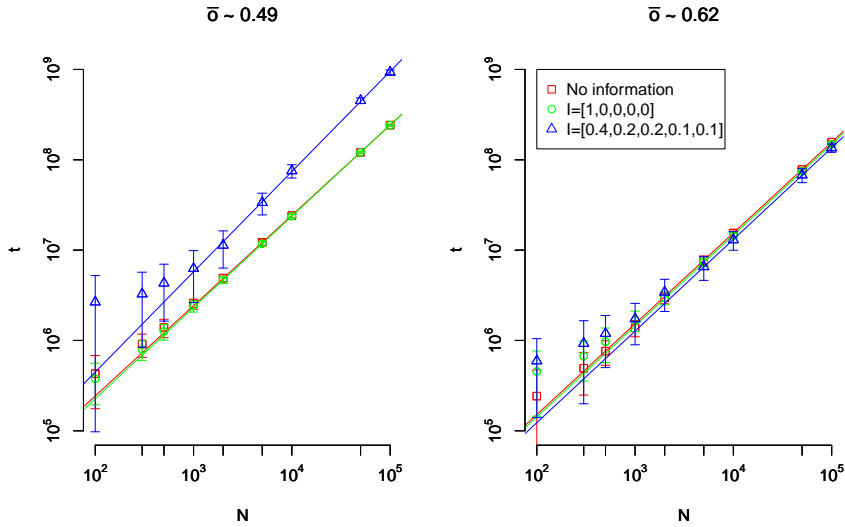 σ̅ ~ 0.49
σ̅ ~ 0.62
t
10⁹
10⁸
10⁷
10⁶
10⁵
10² 10³ 10⁴ 10⁵
N
t
10⁹
10⁸
10⁷
10⁶
10⁵
No information
I=[1,0,0,0,0]
I=[0.4,0.2,0.2,0.1,0.1]
10² 10³ 10⁴ 10⁵
N